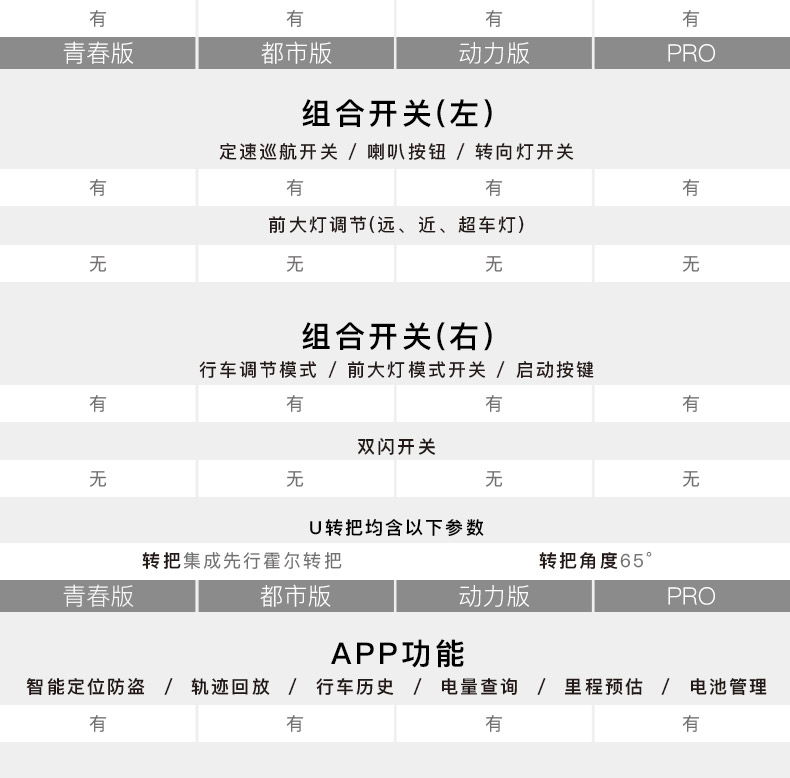 有 有 有 有
青春版 都市版 动力版 PRO
组合开关(左)
定速巡航开关 / 喇叭按钮 / 转向灯开关
有 有 有 有
前大灯调节(远、近、超车灯)
无 无 无 无
组合开关(右)
行车调节模式 / 前大灯模式开关 / 启动按键
有 有 有 有
双闪开关
无 无 无 无
U转把均含以下参数
转把集成先行霍尔转把 转把角度65°
青春版 都市版 动力版 PRO
APP功能
智能定位防盗 / 轨迹回放 / 行车历史 / 电量查询 / 里程预估 / 电池管理
有 有 有 有